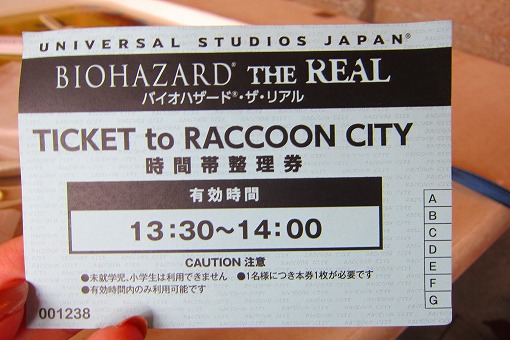 UNIVERSAL STUDIOS JAPAN®
BIOHAZARD® THE REAL
バイオハザード®・ザ・リアル
TICKET to RACCOON CITY
時間帯整理券
有効時間
13:30〜14:00
CAUTION 注意
●未就学児、小学生は利用できません ●1名様につき本券1枚が必要です
●有効時間内のみ利用可能です
A
B
C
D
E
F
G
001238